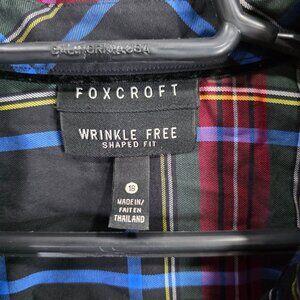 FOXCROFT
WRINKLE FREE
SHAPED FIT
18
MADE IN/
FAIT EN
THAILAND